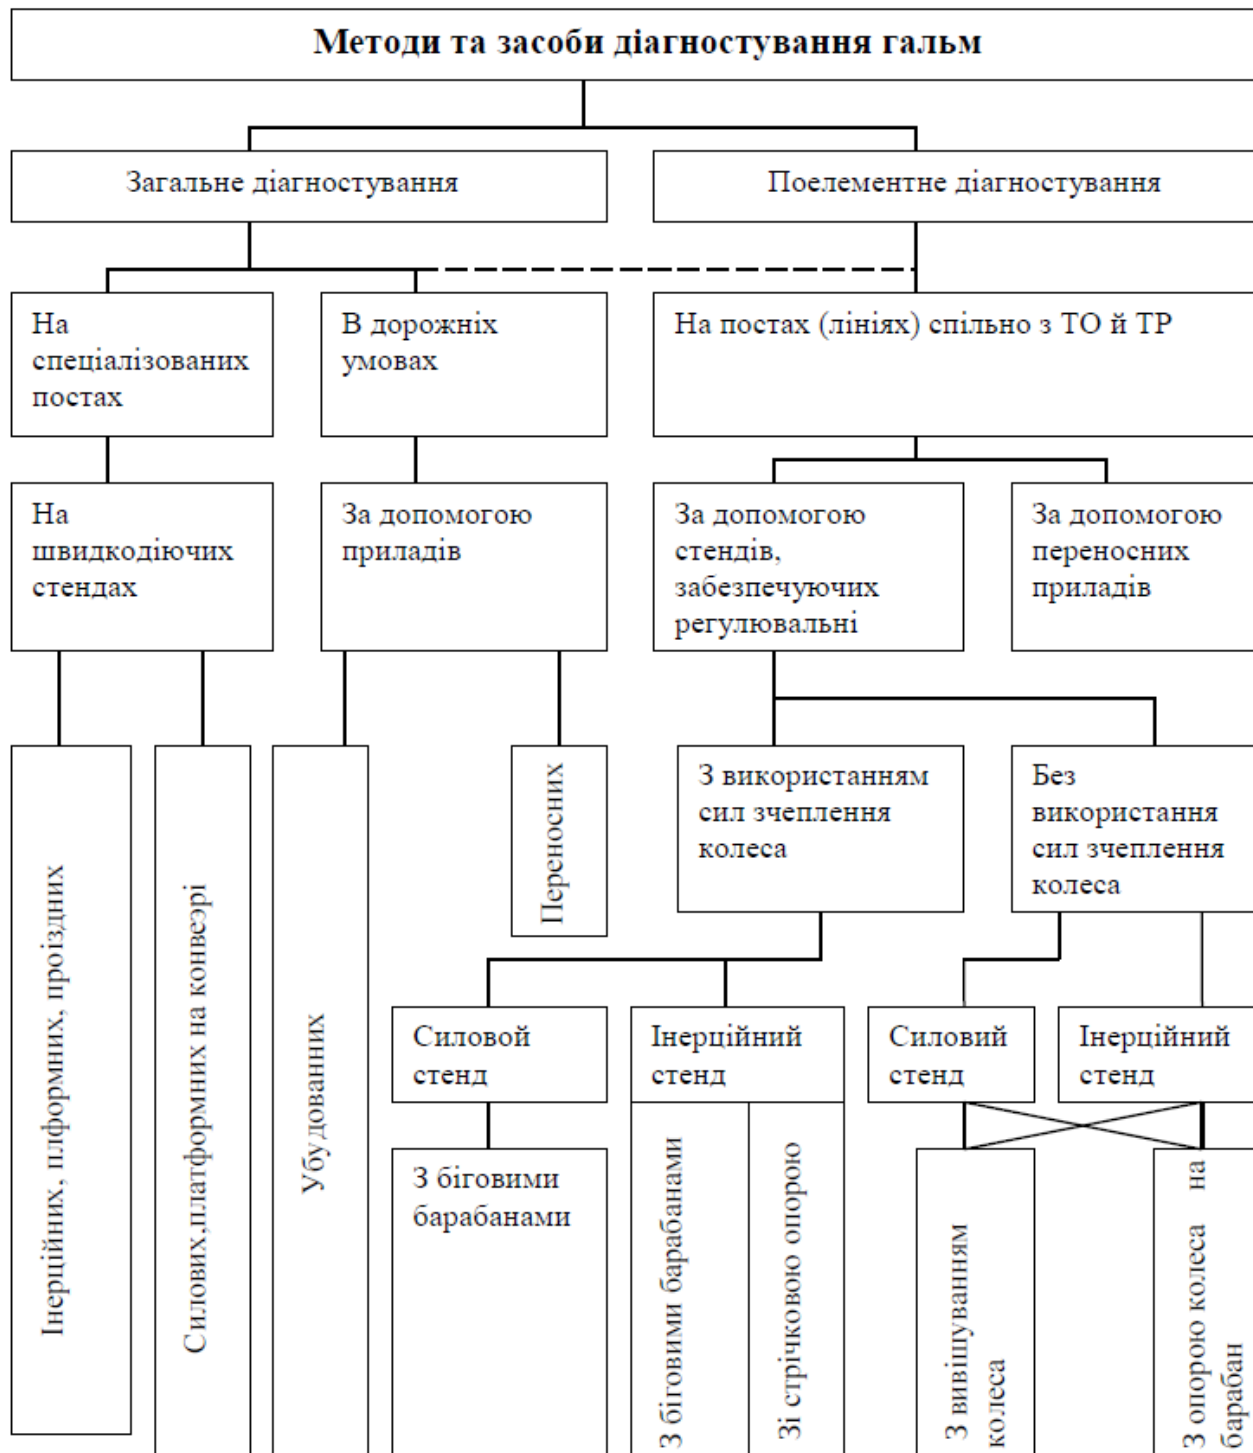 Методи та засоби діагностування гальм
Загальне діагностування
Поелементне діагностування
На
спеціалізованих
постах
В дорожніх
умовах
На постах (лініях) спільно з ТО й ТР
На
швидкодіючих
стендах
За допомогою
приладів
За допомогою
стендів,
забезпечуючих
регулювальні
За допомогою
переносних
приладів
Інерційних, плформних, проїздних
Силових,платформних на конвеэрі
Убудованних
Переносних
З використанням
сил зчеплення
колеса
Без
використання
сил зчеплення
колеса
Силовой
стенд
Інерційний
стенд
Силовий
стенд
Інерційний
стенд
З біговими
барабанами
З біговими барабанами
Зі стрічковою опорою
З вивішуванням
колеса
З опорою колеса на
барабан